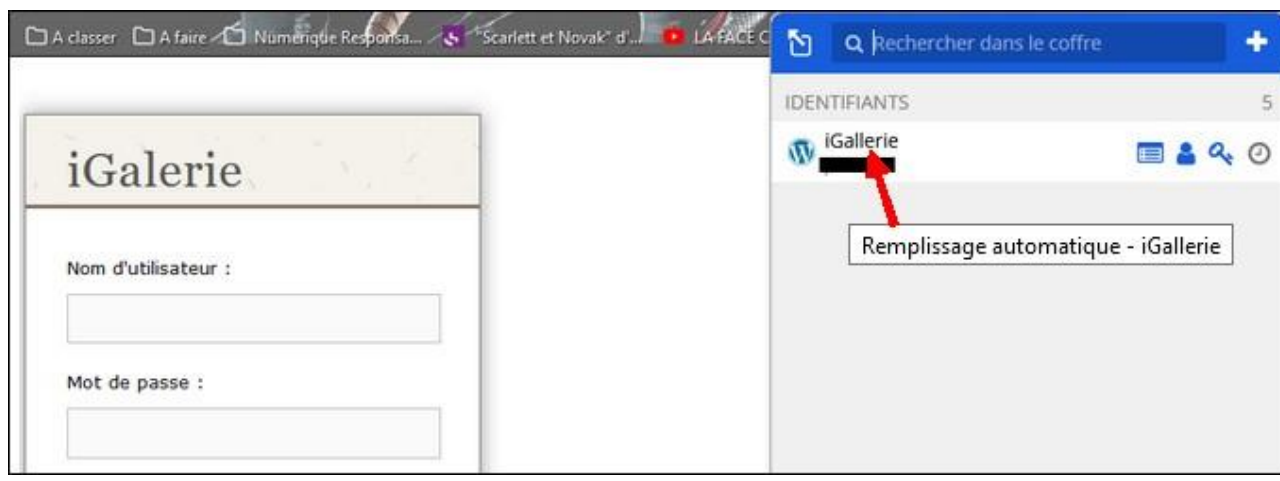 A classer A faire Numérique Responsa... "Scarlett et Novak" d'... LA FACE C
Rechercher dans le coffre
IDENTIFIANTS 5
iGallerie
Remplissage automatique - iGallerie
iGalerie
Nom d'utilisateur :
Mot de passe :